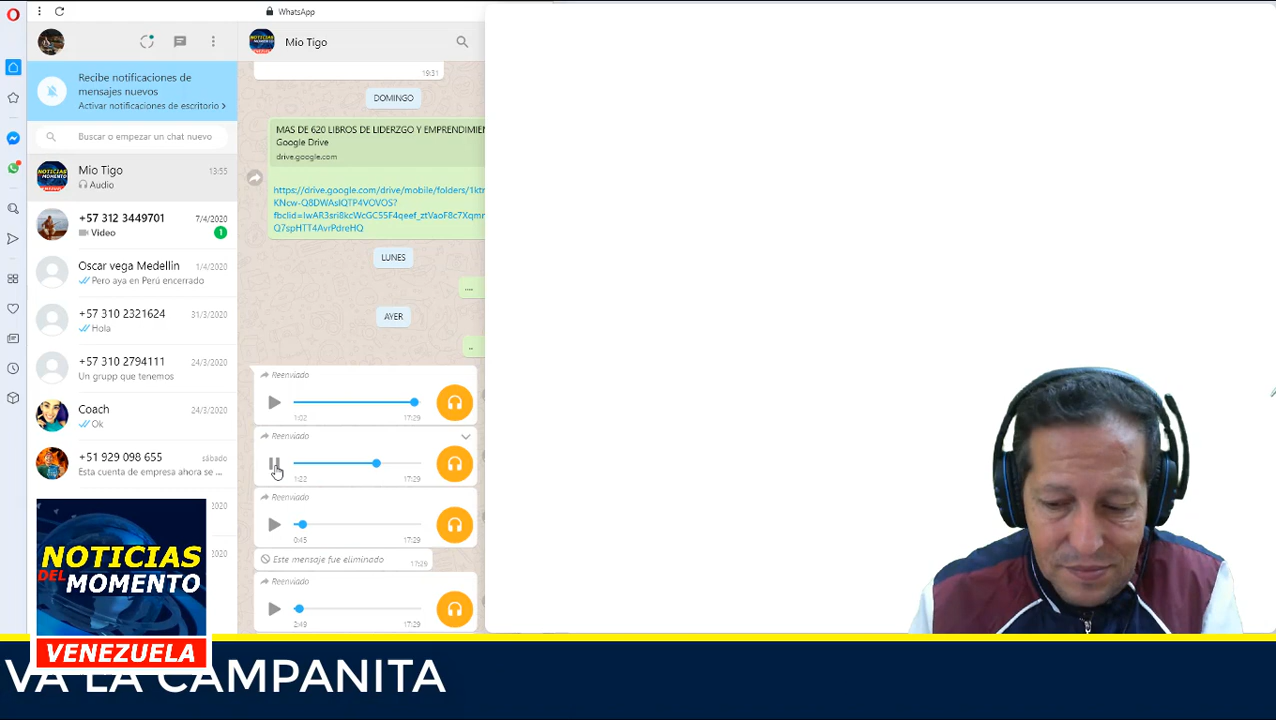 WhatsApp
Mio Tigo
Recibe notificaciones de
mensajes nuevos
Activar notificaciones de escritorio >
Buscar o empezar un chat nuevo
Mio Tigo 13:55
Audio
+57 312 3449701 7/4/2020
Video 1
Oscar vega Medellin 1/4/2020
Pero aya en Perú encerrado
+57 310 2321624 31/3/2020
Hola
+57 310 2794111 24/3/2020
Un grupp que tenemos
Coach 24/3/2020
Ok
+51 929 098 655 sábado
Esta cuenta de empresa ahora se ...
2020
2020
19:31
DOMINGO
MAS DE 620 LIBROS DE LIDERZGO Y EMPRENDIMIEN
Google Drive
drive.google.com
https://drive.google.com/drive/mobile/folders/1ktr
KNcw-Q8DWAsIQTP4VOVOS?
fbclid=IwAR3sri8kcWcGC55F4qeef_ztVaoF8c7Xqmr
Q7spHTT4AvrPdreHQ
LUNES
....
AYER
..
Reenviado
1:02 17:29
Reenviado
1:22 17:29
Reenviado
0:45 17:29
Este mensaje fue eliminado 17:26
Reenviado
2:49 17:29
NOTICIAS
DEL MOMENTO
VENEZUELA
VA LA CAMPANITA